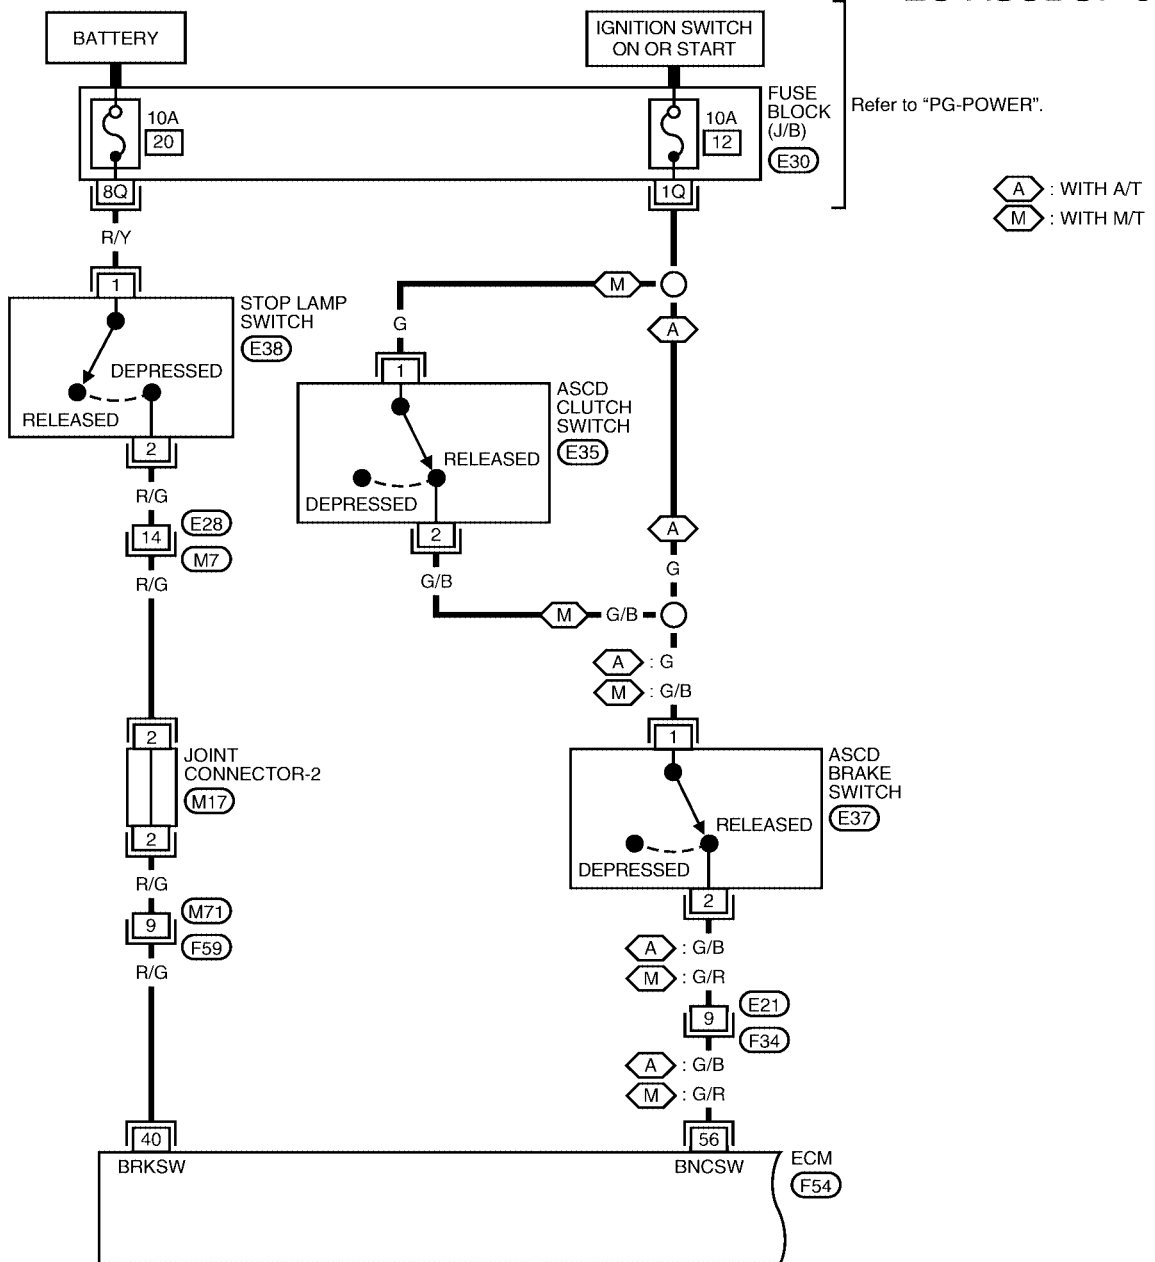 BATTERY
IGNITION SWITCH
ON OR START
FUSE
BLOCK
(J/B)
E30
Refer to “PG-POWER”.
10A
20
10A
12
8Q
1Q
A : WITH A/T
M : WITH M/T
R/Y
M
1
STOP LAMP
SWITCH
E38
DEPRESSED
RELEASED
2
G
A
1
ASCD
CLUTCH
SWITCH
E35
RELEASED
DEPRESSED
2
R/G
14
E28
M7
R/G
A
G
G/B
M
G/B
A : G
M : G/B
2
JOINT
CONNECTOR-2
M17
2
1
ASCD
BRAKE
SWITCH
E37
RELEASED
DEPRESSED
2
R/G
9
M71
F59
R/G
A : G/B
M : G/R
9
E21
F34
A : G/B
M : G/R
40
BRKSW
56
BNCSW
ECM
F54